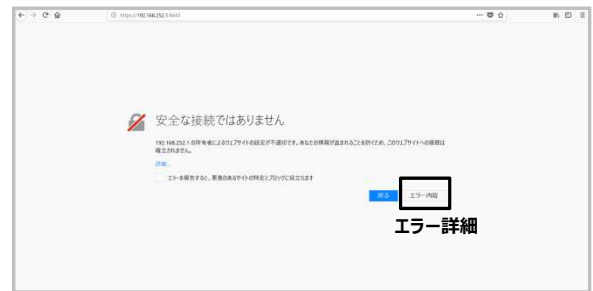 https://192.168.252.1:8443
安全な接続ではありません
192.168.252.1 の所有者によるウェブサイトの設定が不適切です。あなたの情報が盗まれることを防ぐため、このウェブサイトへの接続は
確立されません。
詳細...
エラーを報告すると、悪意のあるサイトの特定とブロックに役立ちます
戻る
エラー内容
エラー詳細